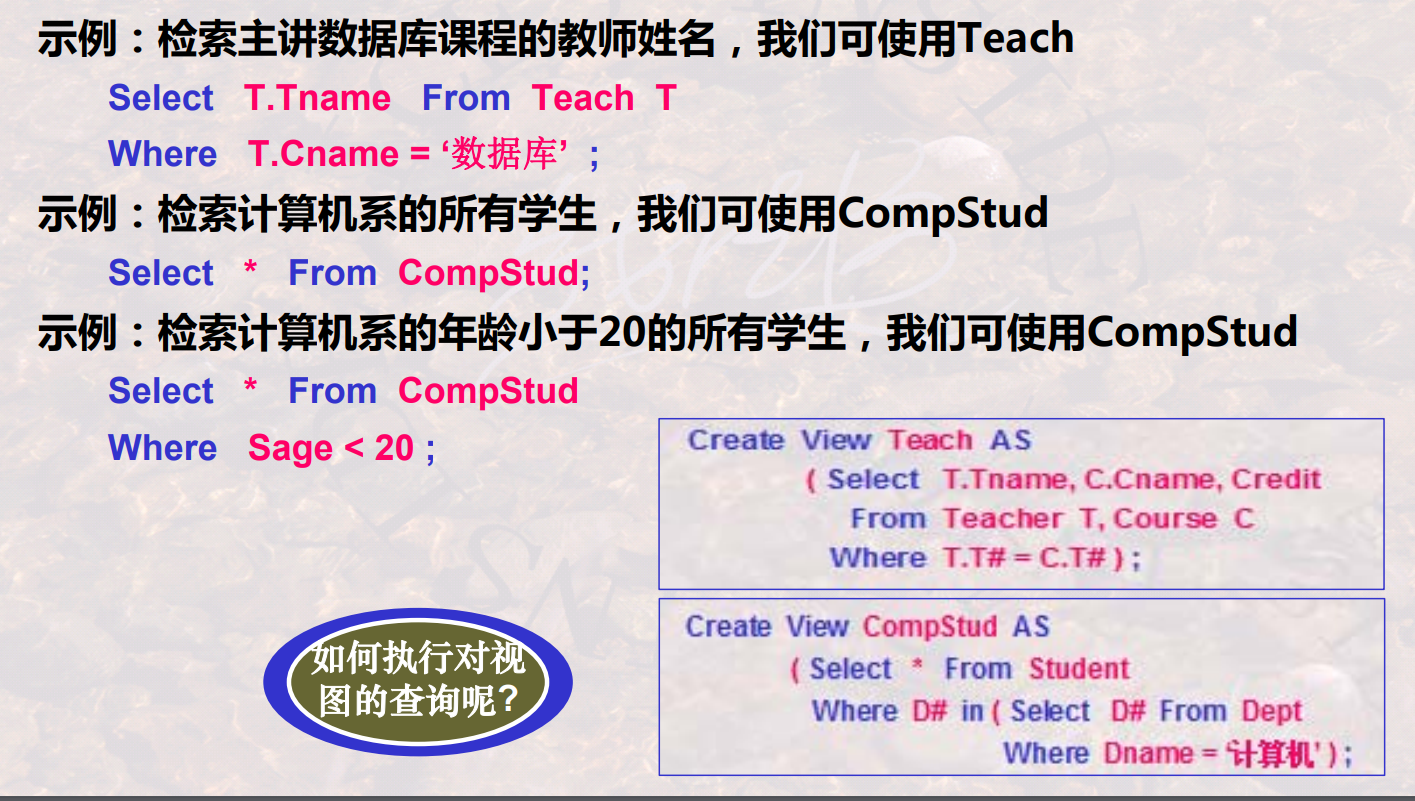 示例：检索主讲数据库课程的教师姓名，我们可使用Teach
Select T.Tname From Teach T
Where T.Cname = ‘数据库’ ;
示例：检索计算机系的所有学生，我们可使用CompStud
Select * From CompStud;
示例：检索计算机系的年龄小于20的所有学生，我们可使用CompStud
Select * From CompStud
Where Sage < 20 ;
Create View Teach AS
( Select T.Tname, C.Cname, Credit
From Teacher T, Course C
Where T.T# = C.T# ) ;
Create View CompStud AS
( Select * From Student
Where D# in ( Select D# From Dept
Where Dname = ‘计算机’ ) ;
如何执行对视
图的查询呢?